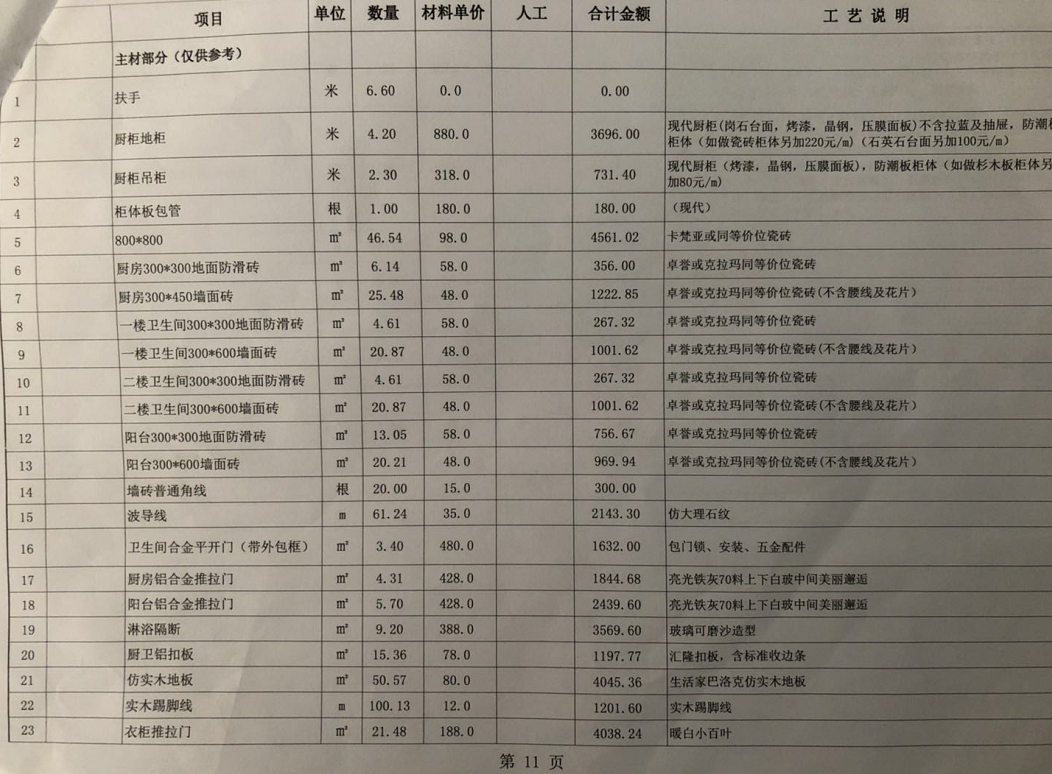 项目 单位 数量 材料单价 人工 合计金额 工 艺 说 明
主材部分（仅供参考）
1 扶手 米 6.60 0.0 0.00
2 厨柜地柜 米 4.20 880.0 3696.00 现代厨柜(岗石台面，烤漆，晶钢，压膜面板)不含拉蓝及抽屉，防潮
柜体（如做瓷砖柜体另加220元/m)（石英石台面另加100元/m）
3 厨柜吊柜 米 2.30 318.0 731.40 现代厨柜（烤漆，晶钢，压膜面板)，防潮板柜体（如做杉木板柜体另
加80元/m)
4 柜体板包管 根 1.00 180.0 180.00 （现代）
5 800*800 m² 46.54 98.0 4561.02 卡梵亚或同等价位瓷砖
6 厨房300*300地面防滑砖 m² 6.14 58.0 356.00 卓誉或克拉玛同等价位瓷砖
7 厨房300*450墙面砖 m² 25.48 48.0 1222.85 卓誉或克拉玛同等价位瓷砖(不含腰线及花片）
8 一楼卫生间300*300地面防滑砖 m² 4.61 58.0 267.32 卓誉或克拉玛同等价位瓷砖
9 一楼卫生间300*600墙面砖 m² 20.87 48.0 1001.62 卓誉或克拉玛同等价位瓷砖(不含腰线及花片）
10 二楼卫生间300*300地面防滑砖 m² 4.61 58.0 267.32 卓誉或克拉玛同等价位瓷砖
11 二楼卫生间300*600墙面砖 m² 20.87 48.0 1001.62 卓誉或克拉玛同等价位瓷砖(不含腰线及花片）
12 阳台300*300地面防滑砖 m² 13.05 58.0 756.67 卓誉或克拉玛同等价位瓷砖
13 阳台300*600墙面砖 m² 20.21 48.0 969.94 卓誉或克拉玛同等价位瓷砖(不含腰线及花片）
14 墙砖普通角线 根 20.00 15.0 300.00
15 波导线 m 61.24 35.0 2143.30 仿大理石纹
16 卫生间合金平开门（带外包框） m² 3.40 480.0 1632.00 包门锁、安装、五金配件
17 厨房铝合金推拉门 m² 4.31 428.0 1844.68 亮光铁灰70料上下白玻中间美丽邂逅
18 阳台铝合金推拉门 m² 5.70 428.0 2439.60 亮光铁灰70料上下白玻中间美丽邂逅
19 淋浴隔断 m² 9.20 388.0 3569.60 玻璃可磨沙造型
20 厨卫铝扣板 m² 15.36 78.0 1197.77 汇隆扣板，含标准收边条
21 仿实木地板 m² 50.57 80.0 4045.36 生活家巴洛克仿实木地板
22 实木踢脚线 m 100.13 12.0 1201.60 实木踢脚线
23 衣柜推拉门 m² 21.48 188.0 4038.24 暖白小百叶
第 11 页